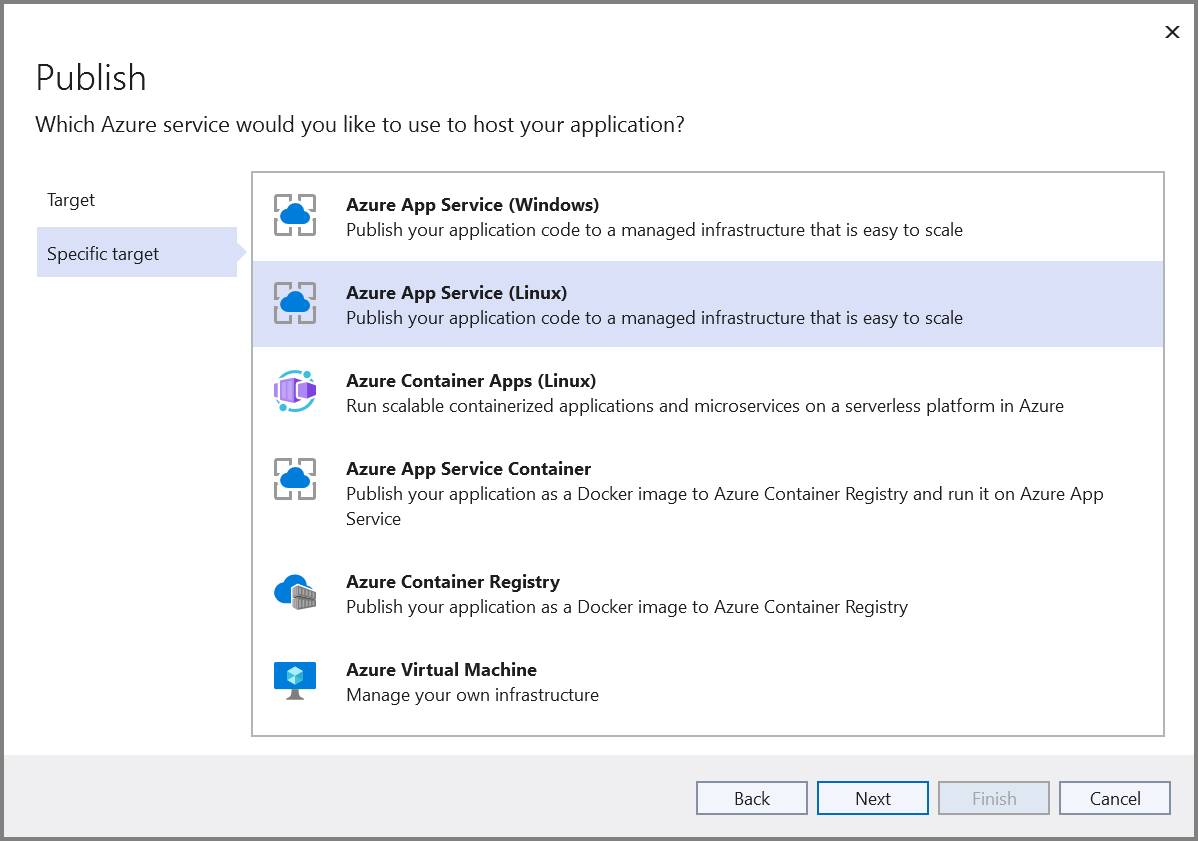 Publish
Which Azure service would you like to use to host your application?
Target
Specific target
Azure App Service (Windows)
Publish your application code to a managed infrastructure that is easy to scale
Azure App Service (Linux)
Publish your application code to a managed infrastructure that is easy to scale
Azure Container Apps (Linux)
Run scalable containerized applications and microservices on a serverless platform in Azure
Azure App Service Container
Publish your application as a Docker image to Azure Container Registry and run it on Azure App
Service
Azure Container Registry
Publish your application as a Docker image to Azure Container Registry
Azure Virtual Machine
Manage your own infrastructure
Back
Next
Finish
Cancel